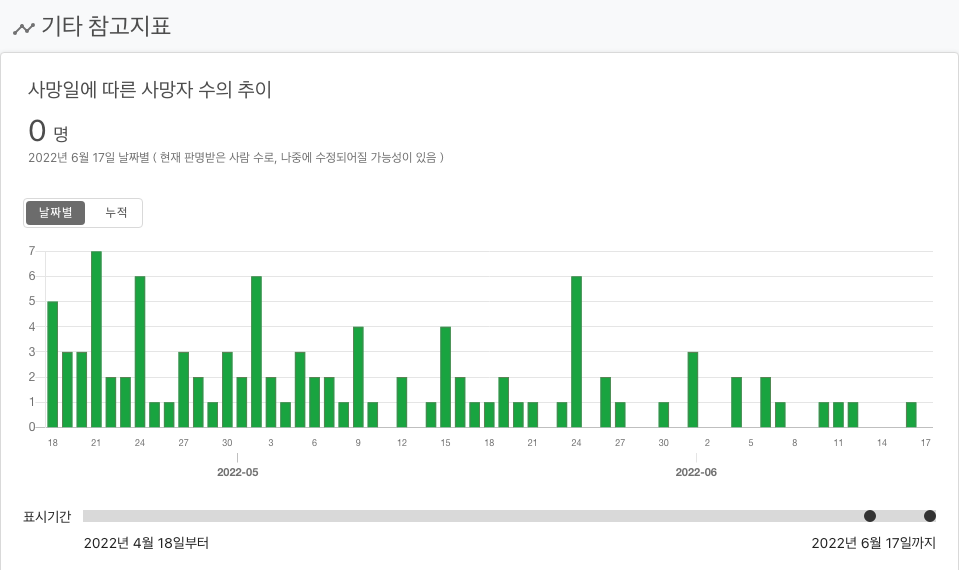 기타 참고지표
사망일에 따른 사망자 수의 추이
0 명
2022년 6월 17일 날짜별 ( 현재 판명받은 사람 수로, 나중에 수정되어질 가능성이 있음 )
날짜별 누적
7
6
5
4
3
2
1
0
18 21 24 27 30 3 6 9 12 15 18 21 24 27 30 2 5 8 11 14 17
2022-05 2022-06
표시기간
2022년 4월 18일부터 2022년 6월 17일까지